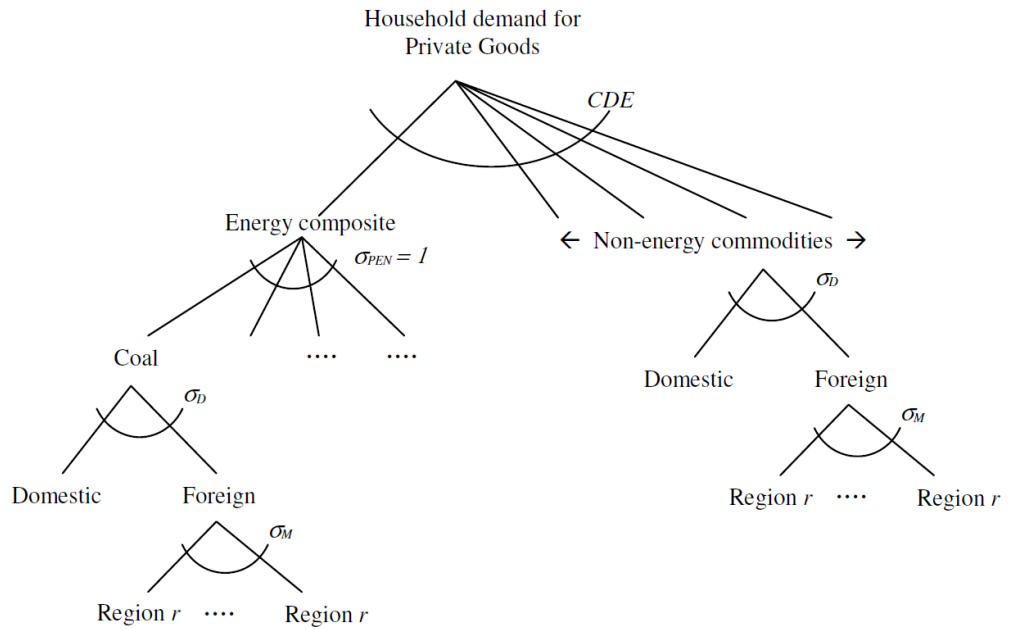 Household demand for
Private Goods
CDE
Energy composite
σPEN = 1
← Non-energy commodities →
σD
Coal
....
....
Domestic
Foreign
σD
σM
Domestic
Foreign
Region r
....
Region r
σM
Region r
....
Region r